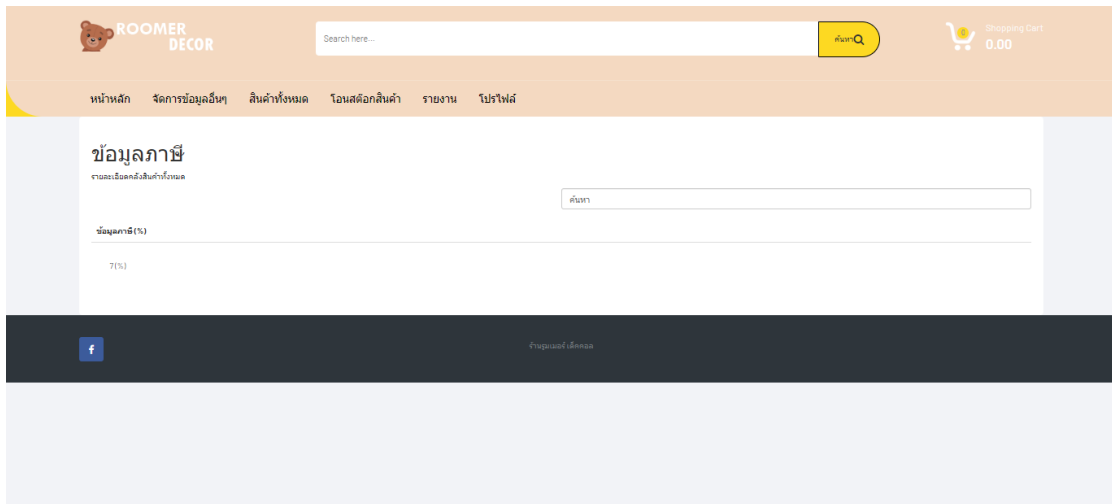 ROOMER
DECOR
Search here...
ค้นหา
0
Shopping Cart
0.00
หน้าหลัก จัดการข้อมูลอื่นๆ สินค้าทั้งหมด โอนสต๊อกสินค้า รายงาน โปรไฟล์
ข้อมูลภาษี
รายละเอียดคลังสินค้าทั้งหมด
ค้นหา
ข้อมูลภาษี (%)
7(%)
f
ร้านรูมเมอร์ เด็คคอล